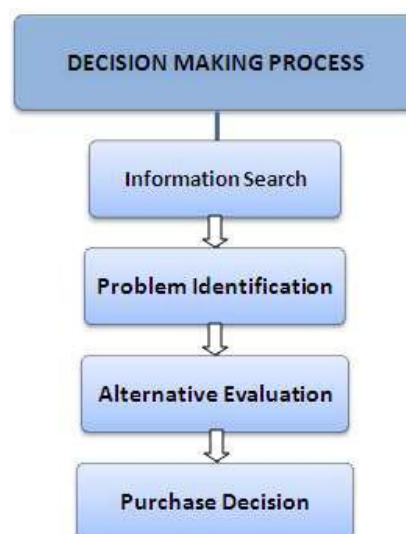 DECISION MAKING PROCESS
Information Search
Problem Identification
Alternative Evaluation
Purchase Decision